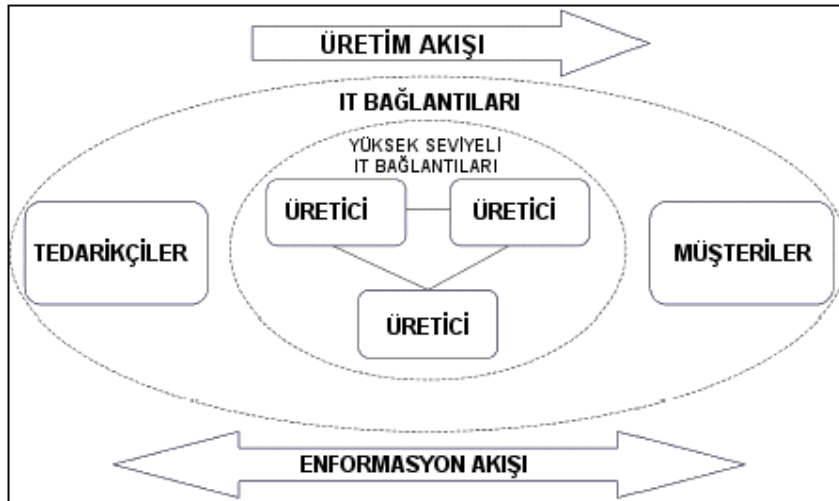 ÜRETİM AKIŞI
IT BAĞLANTILARI
YÜKSEK SEVİYELİ
IT BAĞLANTILARI
ÜRETİCİ
ÜRETİCİ
TEDARİKÇİLER
MÜŞTERİLER
ÜRETİCİ
ENFORMASYON AKIŞI